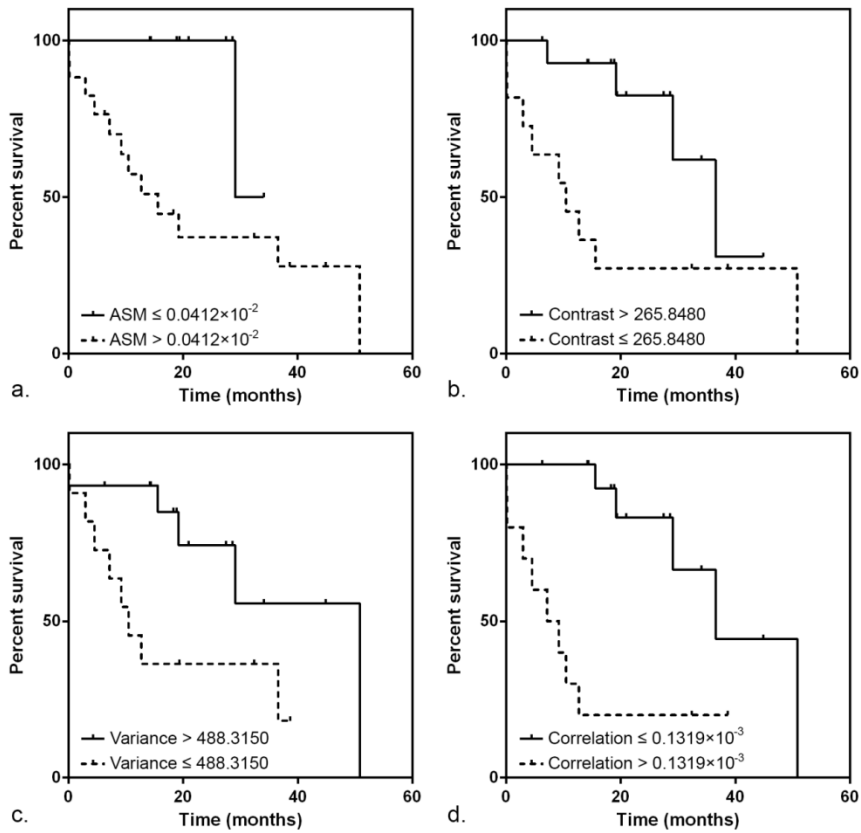 100
50
0
Percent survival
ASM ≤ 0.0412×10⁻²
ASM > 0.0412×10⁻²
0 20 40 60
Time (months)
a.
100
50
0
Percent survival
Contrast > 265.8480
Contrast ≤ 265.8480
0 20 40 60
Time (months)
b.
100
50
0
Percent survival
Variance > 488.3150
Variance ≤ 488.3150
0 20 40 60
Time (months)
c.
100
50
0
Percent survival
Correlation ≤ 0.1319×10⁻³
Correlation > 0.1319×10⁻³
0 20 40 60
Time (months)
d.